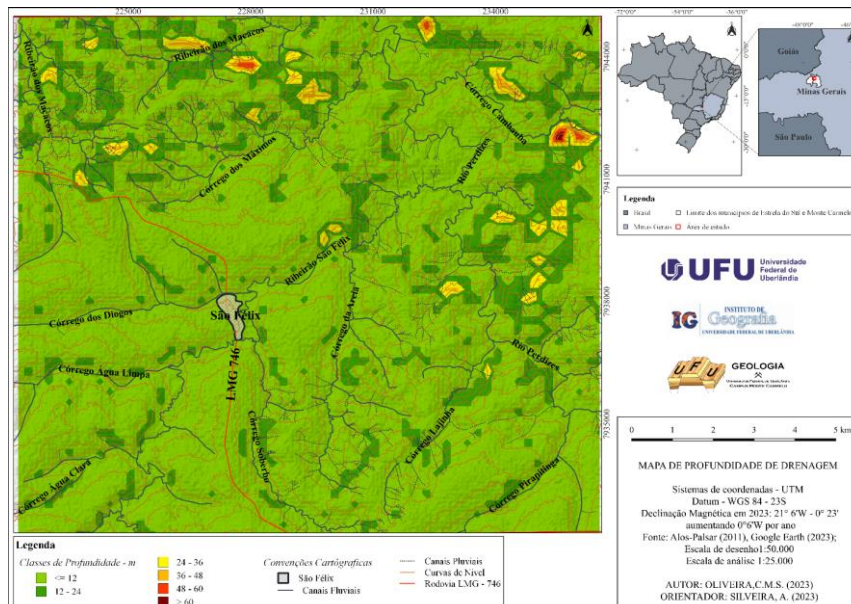 225000
228000
231000
234000
7944000
7941000
7938000
7935000
Ribeirão dos Macacos
Ribeirão dos Macacos
Córrego Cambaúba
Rio Perdizes
Córrego dos Máximos
Ribeirão São Félix
Córrego da Areia
Córrego dos Diogos
São Félix
Rio Perdizes
Córrego Água Limpa
LMG 746
Córrego Soberbo
Córrego Lajinha
Córrego Água Clara
Córrego Pirapitinga
Goiás
Minas Gerais
São Paulo
Legenda
Brasil
Limite dos municípios de Estrela do Sul e Monte Carmelo
Minas Gerais
Área de estudo
UFU
Universidade
Federal de
Uberlândia
IG
INSTITUTO DE
Geografia
UNIVERSIDADE FEDERAL DE UBERLÂNDIA
UFU
GEOLOGIA
0 1 2 3 4 5 km
MAPA DE PROFUNDIDADE DE DRENAGEM
Sistemas de coordenadas - UTM
Datum - WGS 84 - 23S
Declinação Magnética em 2023: 21° 6'W - 0° 23'
aumentando 0°6'W por ano
Fonte: Alos-Palsar (2011), Google Earth (2023);
Escala de desenho1:50.000
Escala de análise 1:25.000
AUTOR: OLIVEIRA,C.M.S. (2023)
ORIENTADOR: SILVEIRA, A. (2023)
Legenda
Classes de Profundidade - m
<= 12
12 - 24
24 - 36
36 - 48
48 - 60
> 60
Convenções Cartográficas
São Félix
Canais Fluviais
Canais Pluviais
Curvas de Nível
Rodovia LMG - 746